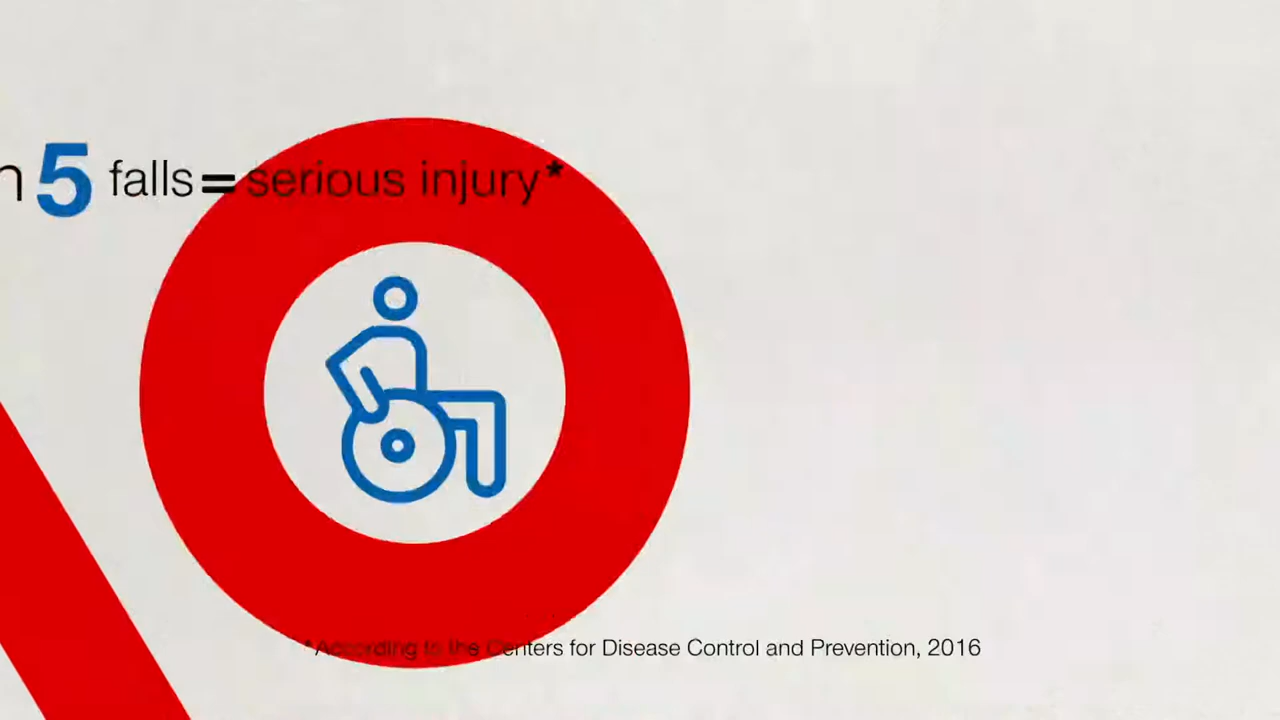 n 5 falls = serious injury*
*According to the Centers for Disease Control and Prevention, 2016